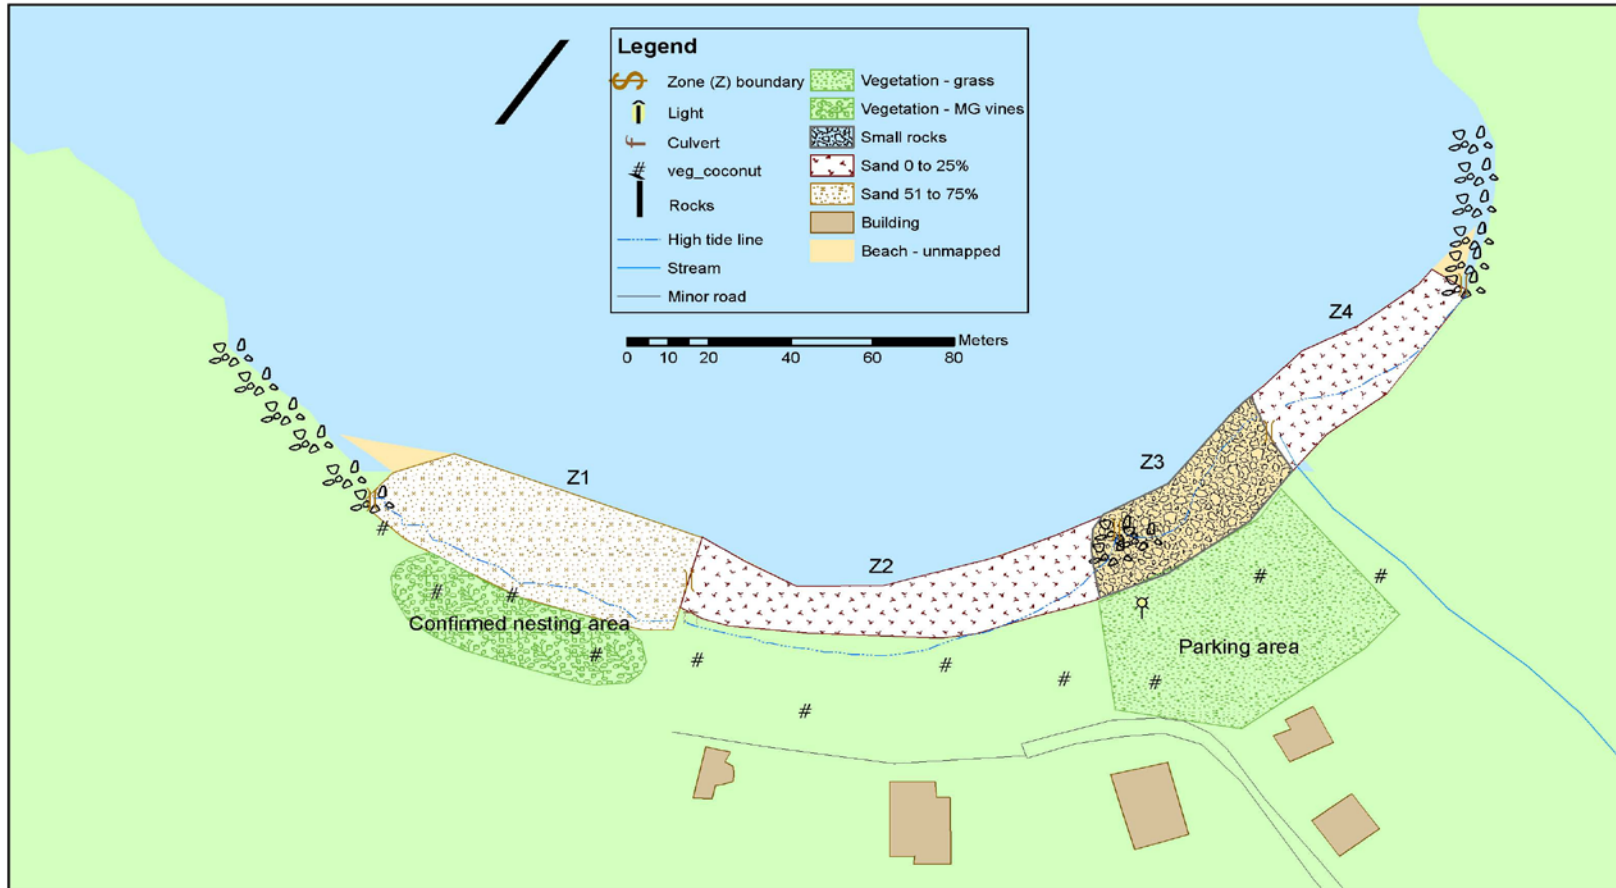 Legend
Zone (Z) boundary
Light
Culvert
veg_coconut
Rocks
High tide line
Stream
Minor road
Vegetation - grass
Vegetation - MG vines
Small rocks
Sand 0 to 25%
Sand 51 to 75%
Building
Beach - unmapped
Meters
0 10 20 40 60 80
Z4
Z1
Z3
Z2
Confirmed nesting area
Parking area